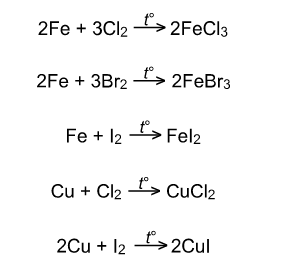 2Fe + 3Cl₂ —t°→ 2FeCl₃
2Fe + 3Br₂ —t°→ 2FeBr₃
Fe + I₂ —t°→ FeI₂
Cu + Cl₂ —t°→ CuCl₂
2Cu + I₂ —t°→ 2CuI